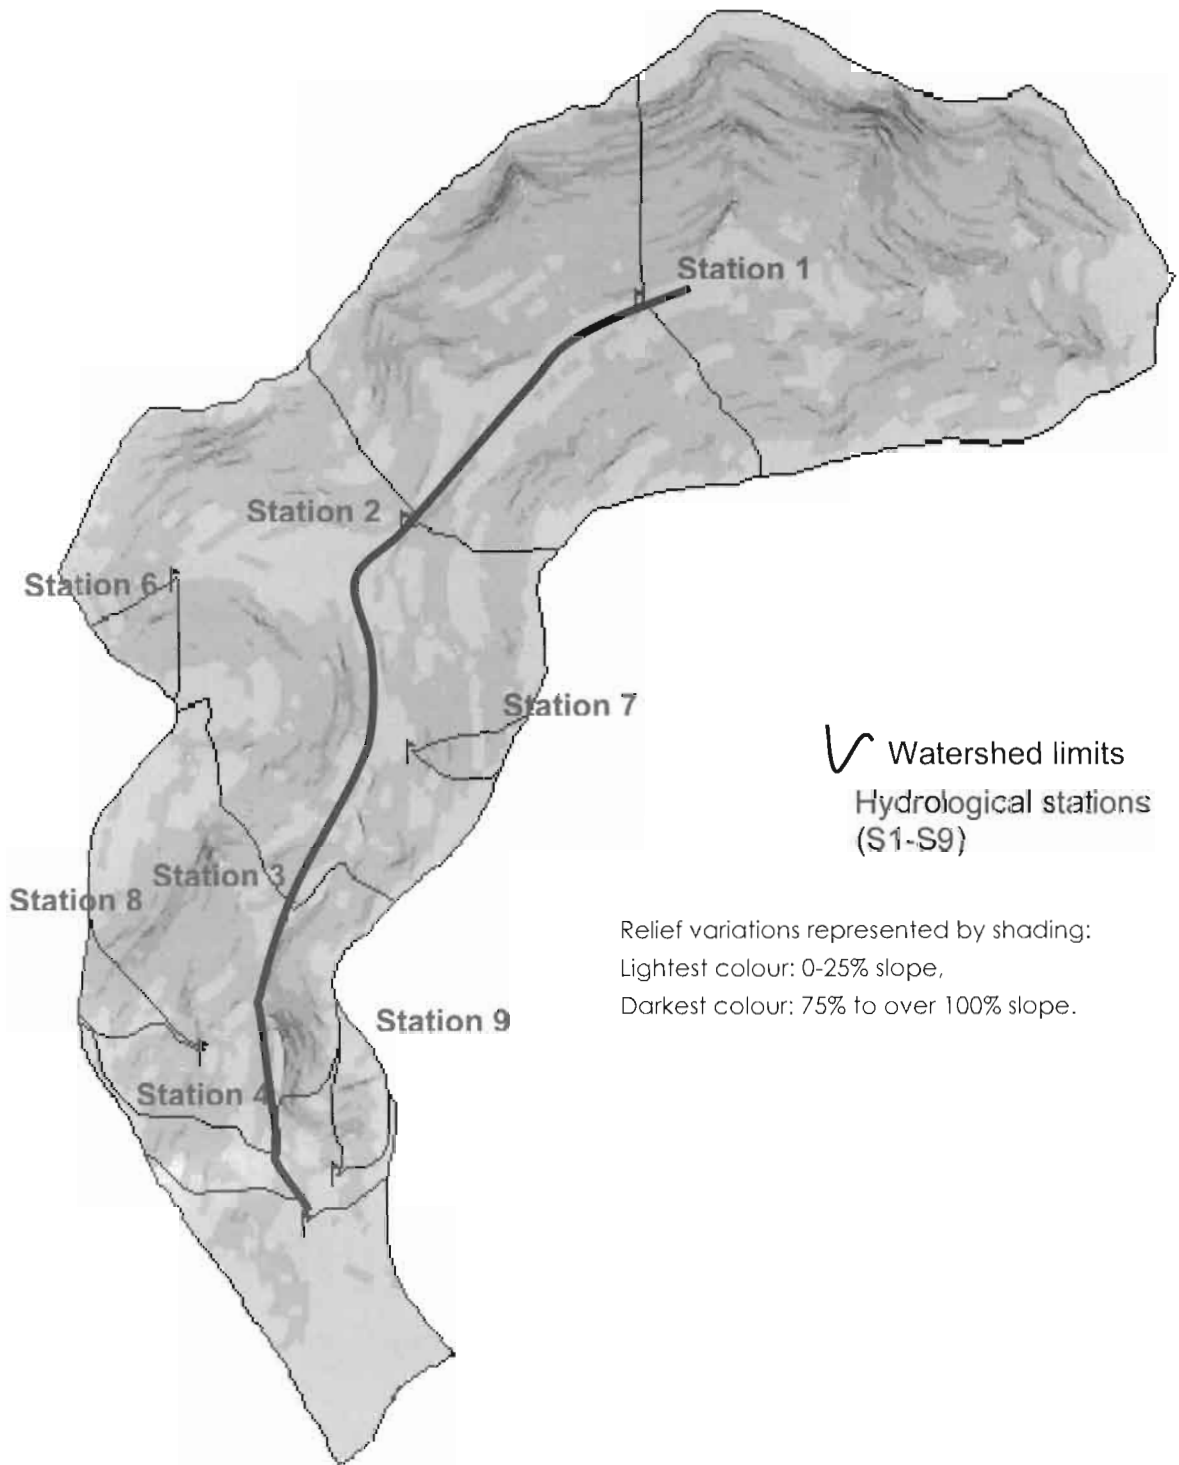 Station 1
Station 2
Station 6
Station 7
Watershed limits
Hydrological stations
(S1-S9)
Station 3
Station 8
Relief variations represented by shading:
Lightest colour: 0-25% slope,
Darkest colour: 75% to over 100% slope.
Station 9
Station 4